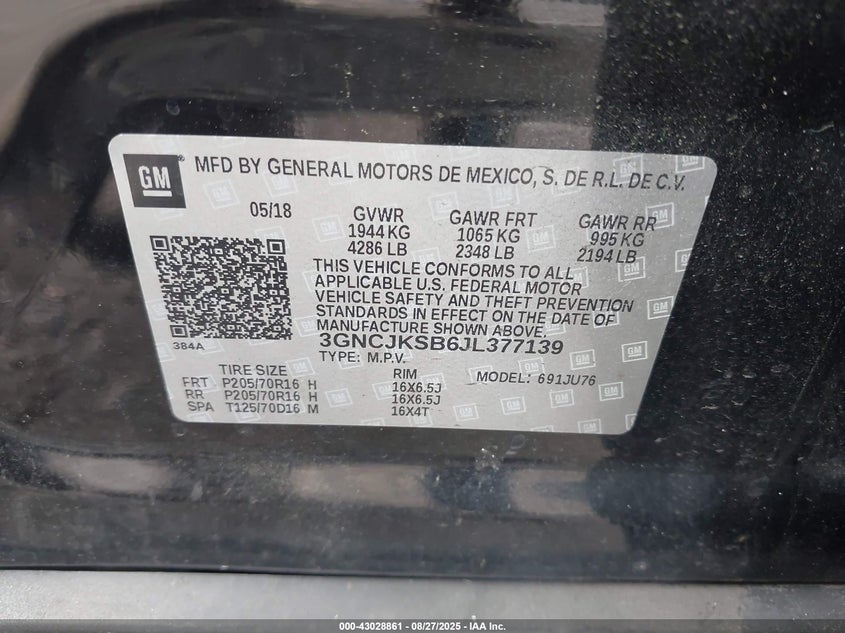 GM
MFD BY GENERAL MOTORS DE MEXICO, S. DE R.L. DE C.V.
05/18 GVWR GAWR FRT GAWR RR
1944 KG 1065 KG 995 KG
4286 LB 2348 LB 2194 LB
THIS VEHICLE CONFORMS TO ALL
APPLICABLE U.S. FEDERAL MOTOR
VEHICLE SAFETY AND THEFT PREVENTION
STANDARDS IN EFFECT ON THE DATE OF
MANUFACTURE SHOWN ABOVE.
384A
3GNCJKSB6JL377139
TYPE: M.P.V.
TIRE SIZE RIM MODEL: 691JU76
FRT P205/70R16 H 16X6.5J
RR P205/70R16 H 16X6.5J
SPA T125/70D16 M 16X4T
000-43028861 - 08/27/2025 - IAA Inc.